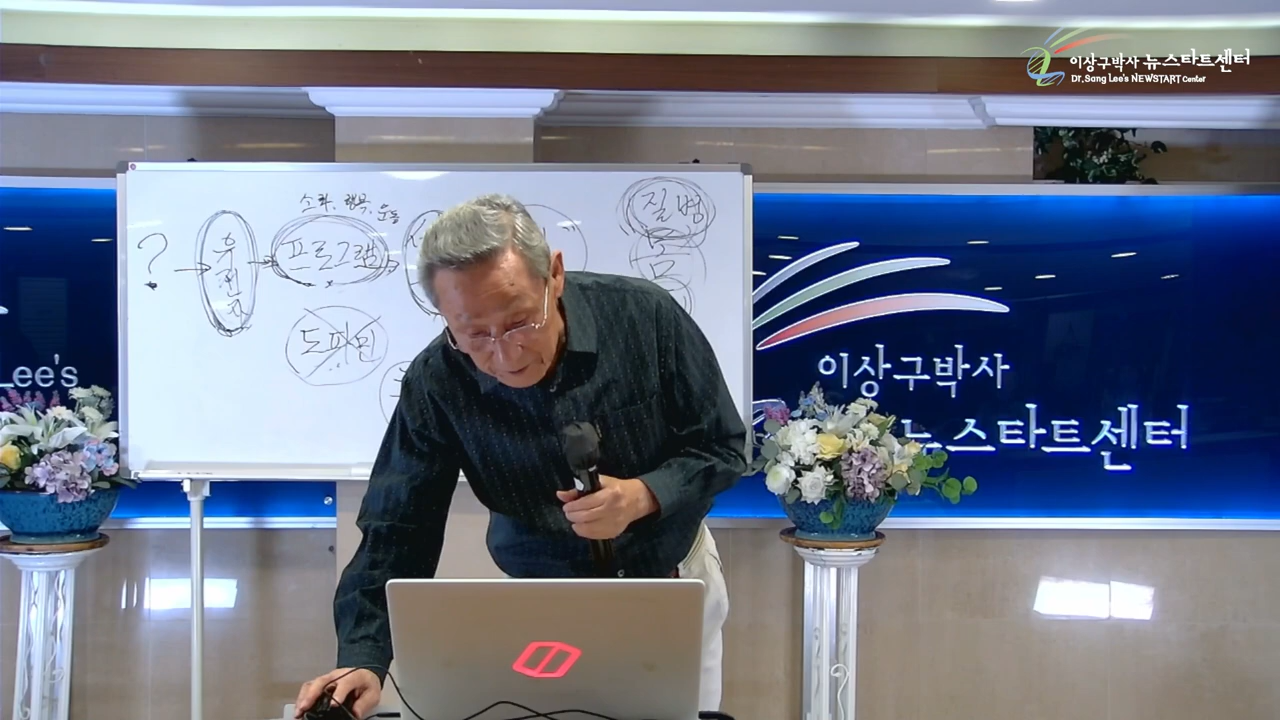 이상구박사 뉴스타트센터
Dr. Sang Lee's NEWSTART Center
소화, 행복, 운동
?
유전자
프로그램
질병
몸
도파민
Lee's
이상구박사
뉴스타트센터